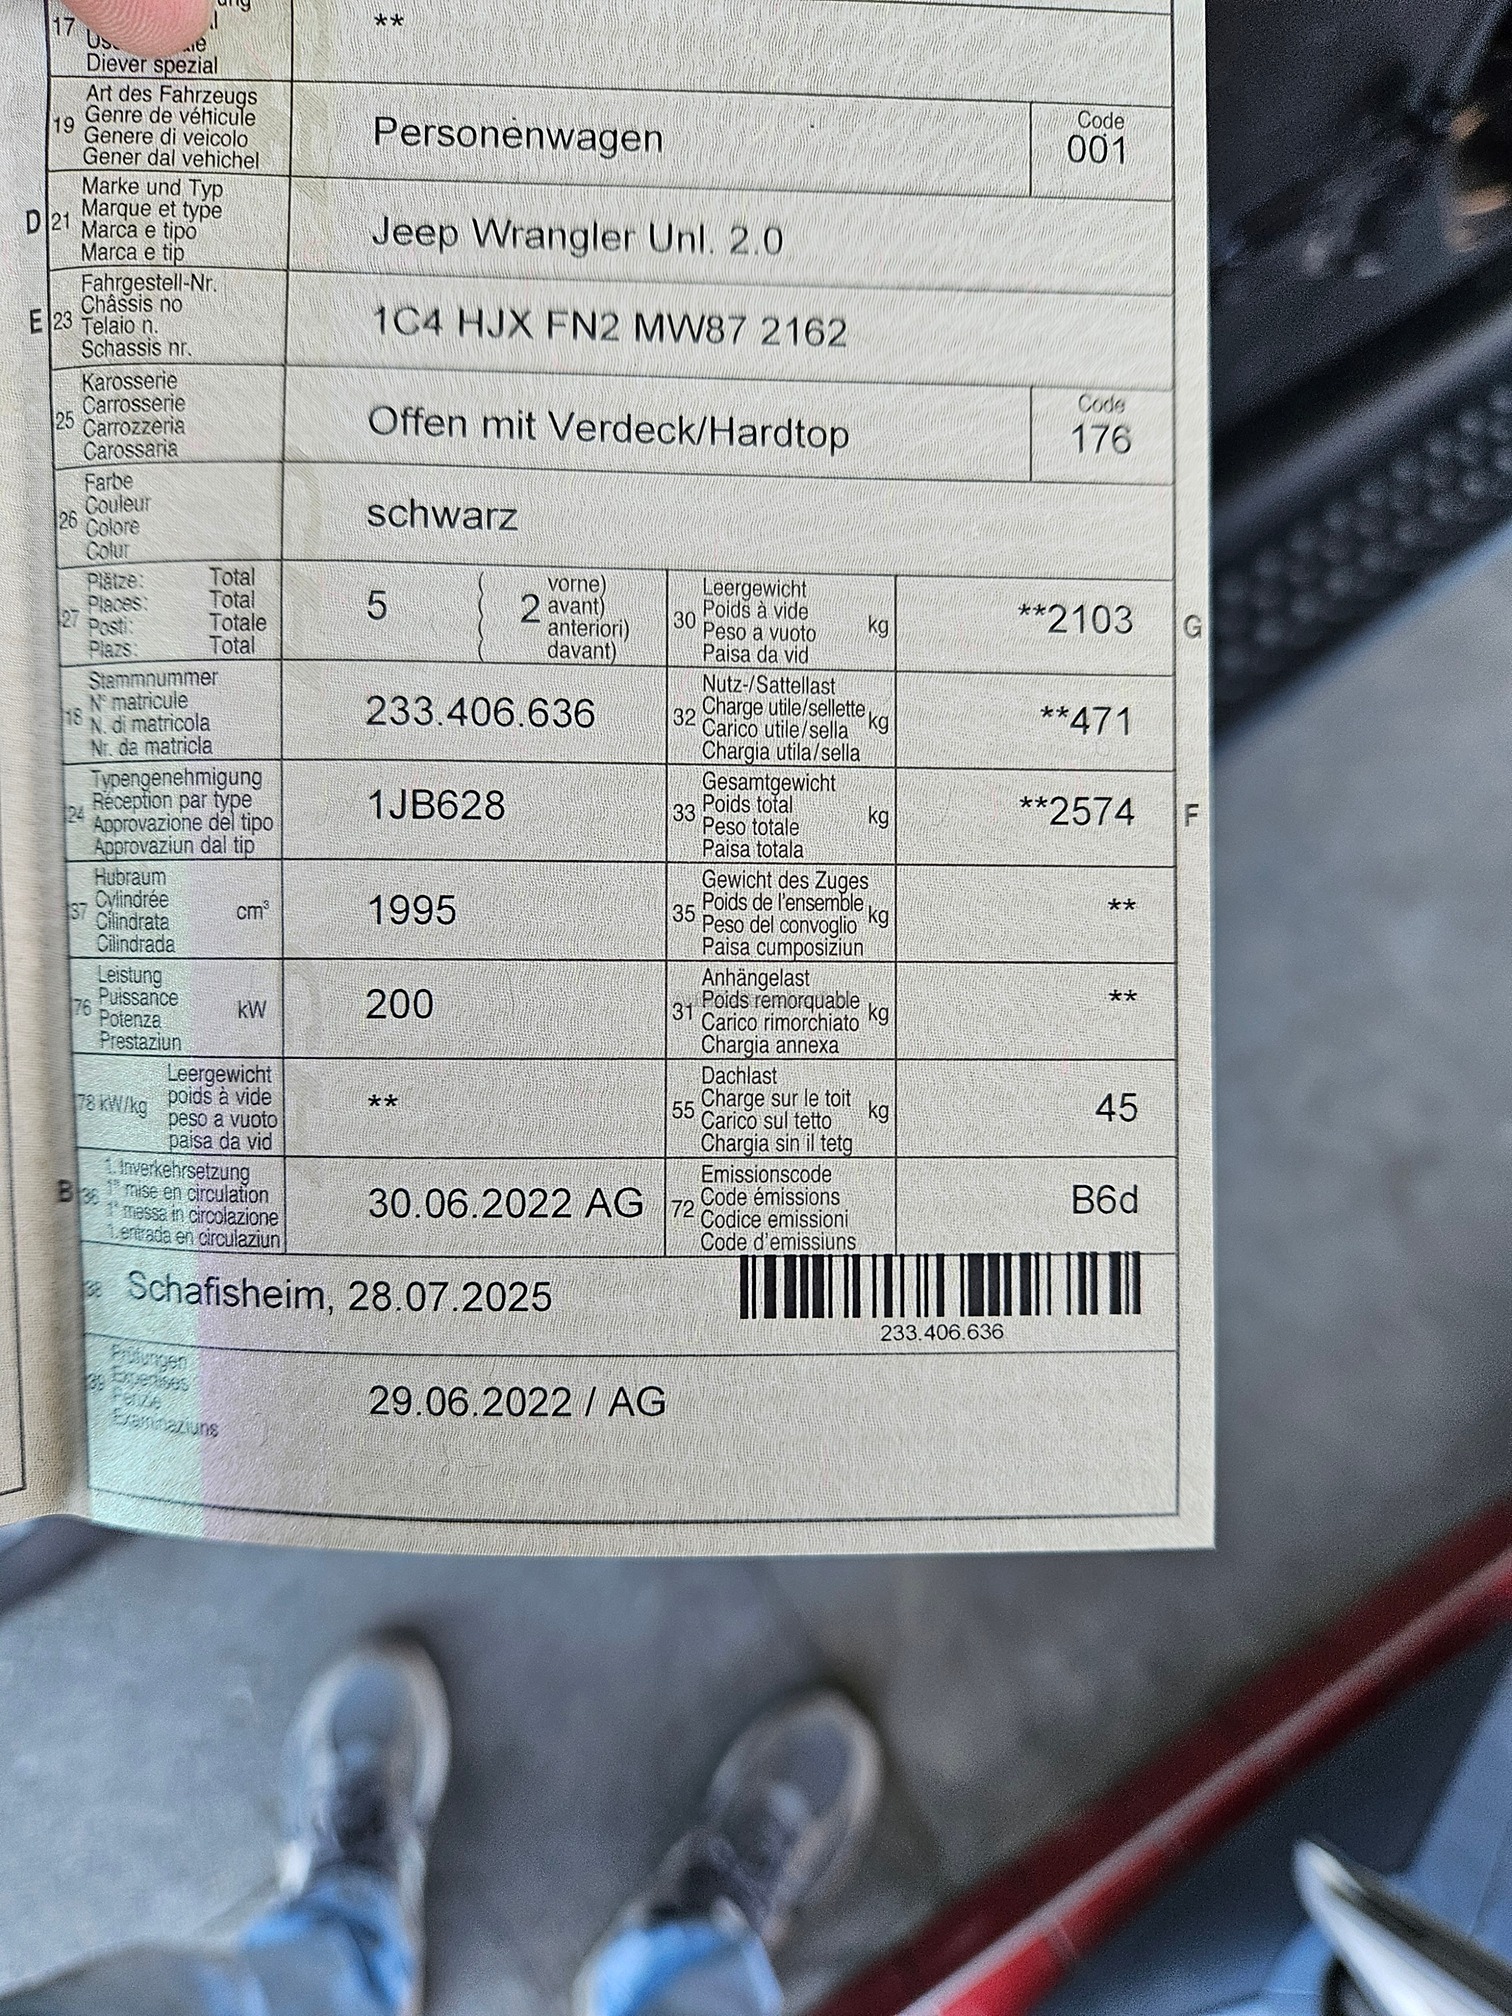 17 **
Diever spezial
Art des Fahrzeugs
19 Genre de véhicule
Genere di veicolo
Gener dal vehichel
Personenwagen
Code
001
Marke und Typ
D 21 Marque et type
Marca e tipo
Marca e tip
Jeep Wrangler Unl. 2.0
Fahrgestell-Nr.
E 23 Châssis no
Telaio n.
Schassis nr.
1C4 HJX FN2 MW87 2162
Karosserie
25 Carrosserie
Carrozzeria
Carossaria
Offen mit Verdeck/Hardtop
Code
176
Farbe
26 Couleur
Colore
Colur
schwarz
Plätze: Total
27 Places: Total
Posti: Totale
Plazs: Total
5 ( 2 vorne)
( avant)
( anteriori)
( davant)
Leergewicht
30 Poids à vide kg
Peso a vuoto
Paisa da vid
**2103 G
Stammnummer
18 N° matricule
N. di matricola
Nr. da matricla
233.406.636
Nutz-/Sattellast
32 Charge utile/sellette kg
Carico utile/sella
Chargia utila/sella
**471
Typengenehmigung
24 Réception par type
Approvazione del tipo
Approvaziun dal tip
1JB628
Gesamtgewicht
33 Poids total kg
Peso totale
Paisa totala
**2574 F
Hubraum
37 Cylindrée cm³
Cilindrata
Cilindrada
1995
Gewicht des Zuges
35 Poids de l'ensemble kg
Peso del convoglio
Paisa cumposiziun
**
Leistung
76 Puissance kW
Potenza
Prestaziun
200
Anhängelast
31 Poids remorquable kg
Carico rimorchiato
Chargia annexa
**
Leergewicht
78 kW/kg poids à vide
peso a vuoto
paisa da vid
**
Dachlast
55 Charge sur le toit kg
Carico sul tetto
Chargia sin il tetg
45
1. Inverkehrsetzung
B 36 1° mise en circulation
1° messa in circolazione
1. entrada en circulaziun
30.06.2022 AG
Emissionscode
72 Code émissions
Codice emissioni
Code d'emissiuns
B6d
38 Schafisheim, 28.07.2025
233.406.636
Prüfungen
39 Expertises
Perizie
Examinaziuns
29.06.2022 / AG